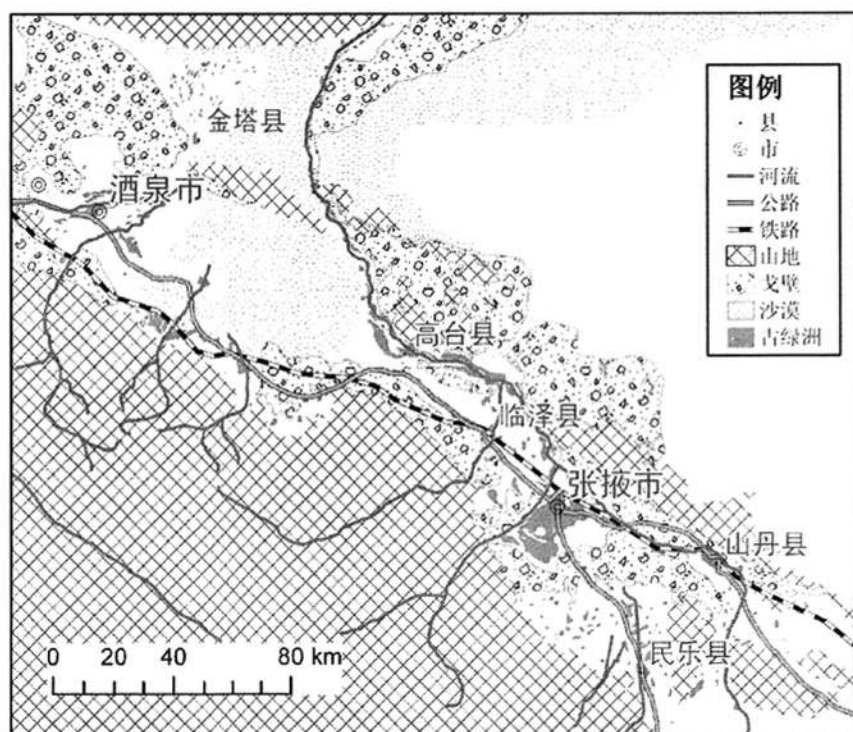 金塔县
酒泉市
高台县
临泽县
张掖市
山丹县
民乐县
图例
县
市
河流
公路
铁路
山地
戈壁
沙漠
古绿洲
0 20 40 80 km